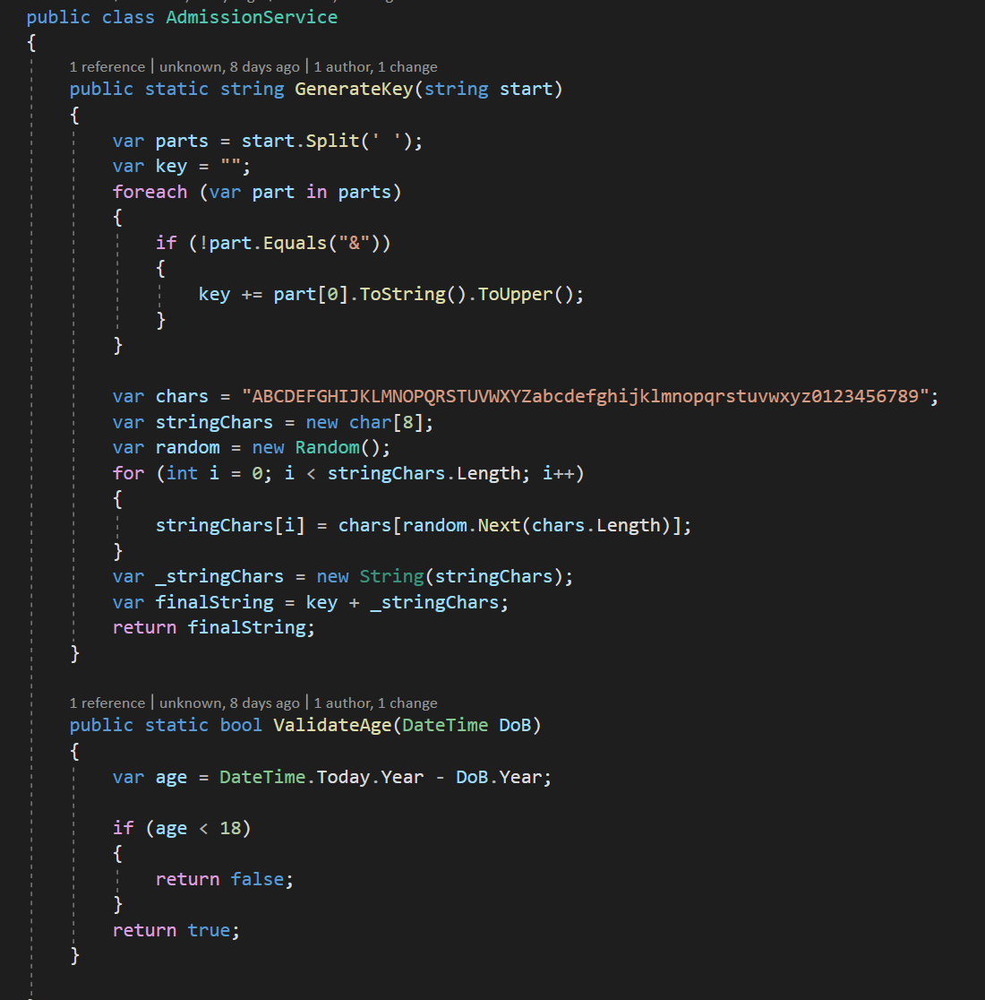 public class AdmissionService
{
1 reference | unknown, 8 days ago | 1 author, 1 change
public static string GenerateKey(string start)
{
var parts = start.Split(' ');
var key = "";
foreach (var part in parts)
{
if (!part.Equals("&"))
{
key += part[0].ToString().ToUpper();
}
}
var chars = "ABCDEFGHIJKLMNOPQRSTUVWXYZabcdefghijklmnopqrstuvwxyz0123456789";
var stringChars = new char[8];
var random = new Random();
for (int i = 0; i < stringChars.Length; i++)
{
stringChars[i] = chars[random.Next(chars.Length)];
}
var _stringChars = new String(stringChars);
var finalString = key + _stringChars;
return finalString;
}
1 reference | unknown, 8 days ago | 1 author, 1 change
public static bool ValidateAge(DateTime DoB)
{
var age = DateTime.Today.Year - DoB.Year;
if (age < 18)
{
return false;
}
return true;
}